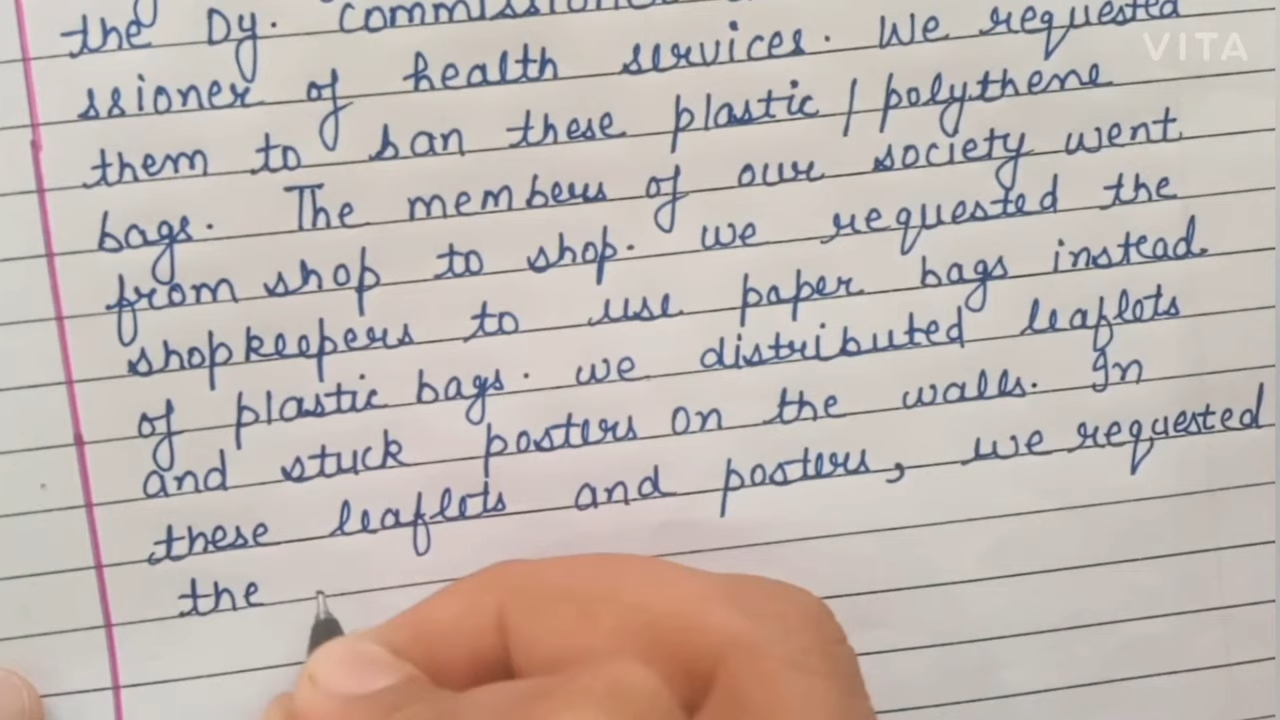 the Dy. Commissioner
ssioner of health services. We requested
them to ban these plastic / polythene
bags. The members of our society went
from shop to shop. we requested the
shopkeepers to use paper bags instead.
of plastic bags. we distributed leaflets
and stuck posters on the walls. In
these leaflets and posters, we requested
the
VITA